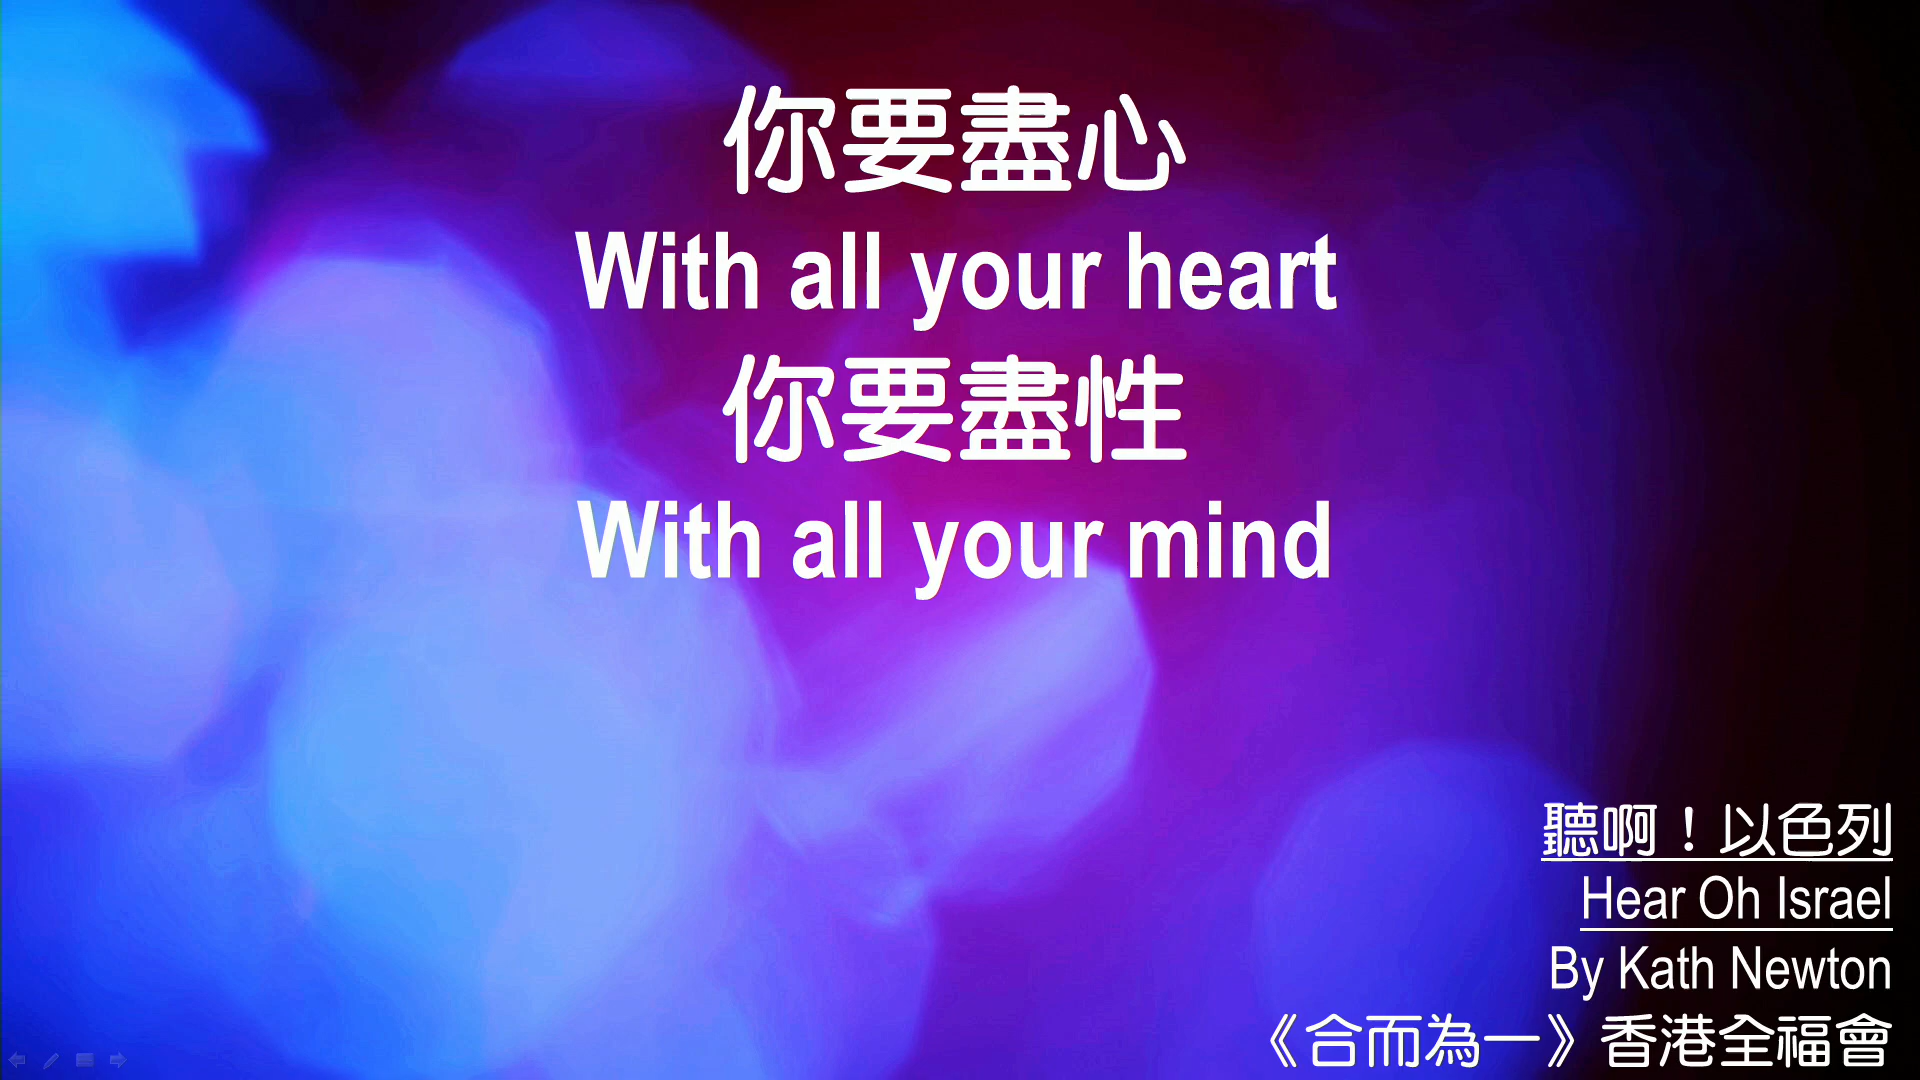 你要盡心
With all your heart
你要盡性
With all your mind
聽啊！以色列
Hear Oh Israel
By Kath Newton
《合而為一》香港全福會